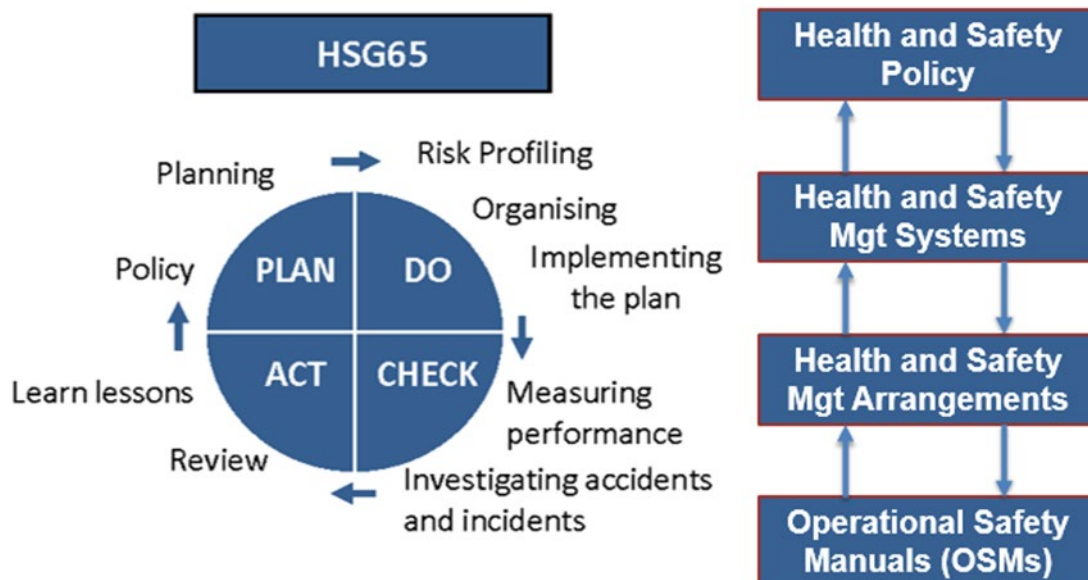 HSG65
Planning
Risk Profiling
Organising
Implementing
the plan
Policy
PLAN
DO
ACT
CHECK
Learn lessons
Measuring
performance
Review
Investigating accidents
and incidents
Health and Safety
Policy
Health and Safety
Mgt Systems
Health and Safety
Mgt Arrangements
Operational Safety
Manuals (OSMs)